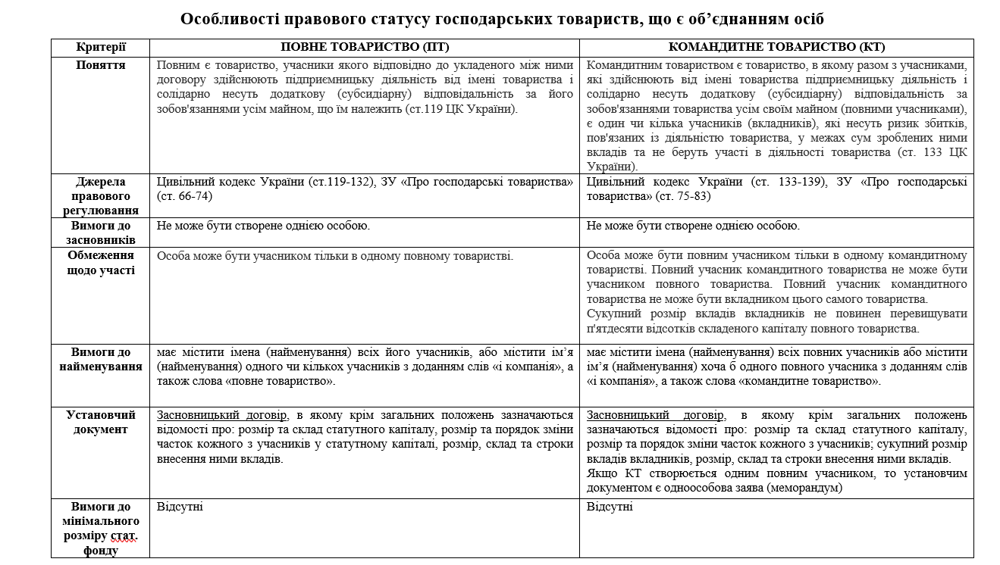 Особливості правового статусу господарських товариств, що є об’єднанням осіб
Критерії
ПОВНЕ ТОВАРИСТВО (ПТ)
КОМАНДИТНЕ ТОВАРИСТВО (КТ)
Поняття
Повним є товариство, учасники якого відповідно до укладеного між ними
договору здійснюють підприємницьку діяльність від імені товариства і
солідарно несуть додаткову (субсидіарну) відповідальність за його
зобов'язаннями усім майном, що їм належить (ст.119 ЦК України).
Командитним товариством є товариство, в якому разом з учасниками,
які здійснюють від імені товариства підприємницьку діяльність і
солідарно несуть додаткову (субсидіарну) відповідальність за
зобов'язаннями товариства усім своїм майном (повними учасниками),
є один чи кілька учасників (вкладників), які несуть ризик збитків,
пов'язаних із діяльністю товариства, у межах сум зроблених ними
вкладів та не беруть участі в діяльності товариства (ст. 133 ЦК
України).
Джерела
правового
регулювання
Цивільний кодекс України (ст.119-132), ЗУ «Про господарські товариства»
(ст. 66-74)
Цивільний кодекс України (ст. 133-139), ЗУ «Про господарські
товариства» (ст. 75-83)
Вимоги до
засновників
Не може бути створене однією особою.
Не може бути створене однією особою.
Обмеження
щодо участі
Особа може бути учасником тільки в одному повному товаристві.
Особа може бути повним учасником тільки в одному командитному
товаристві. Повний учасник командитного товариства не може бути
учасником повного товариства. Повний учасник командитного
товариства не може бути вкладником цього самого товариства.
Сукупний розмір вкладів вкладників не повинен перевищувати
п'ятдесяти відсотків складеного капіталу повного товариства.
Вимоги до
найменування
має містити імена (найменування) всіх його учасників, або містити ім’я
(найменування) одного чи кількох учасників з доданням слів «і компанія», а
також слова «повне товариство».
має містити імена (найменування) всіх повних учасників або містити
ім’я (найменування) хоча б одного повного учасника з доданням слів
«і компанія», а також слова «командитне товариство».
Установчий
документ
Засновницький договір, в якому крім загальних положень зазначаються
відомості про: розмір та склад статутного капіталу, розмір та порядок зміни
часток кожного з учасників у статутному капіталі, розмір, склад та строки
внесення ними вкладів.
Засновницький договір, в якому крім загальних положень
зазначаються відомості про: розмір та склад статутного капіталу,
розмір та порядок зміни часток кожного з учасників; сукупний розмір
вкладів вкладників, розмір, склад та строки внесення ними вкладів.
Якщо КТ створюється одним повним учасником, то установчим
документом є одноособова заява (меморандум)
Вимоги до
мінімального
розміру стат.
фонду
Відсутні
Відсутні